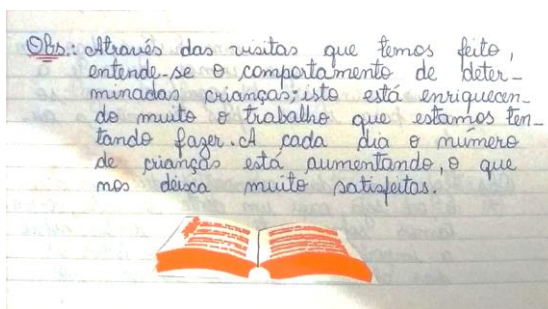 Obs.: Através das visitas que temos feito,
entende-se o comportamento de deter-
minadas crianças; isto está enriquecen-
do muito o trabalho que estamos ten-
tando fazer. A cada dia o número
de crianças está aumentando, o que
nos deixa muito satisfeitas.